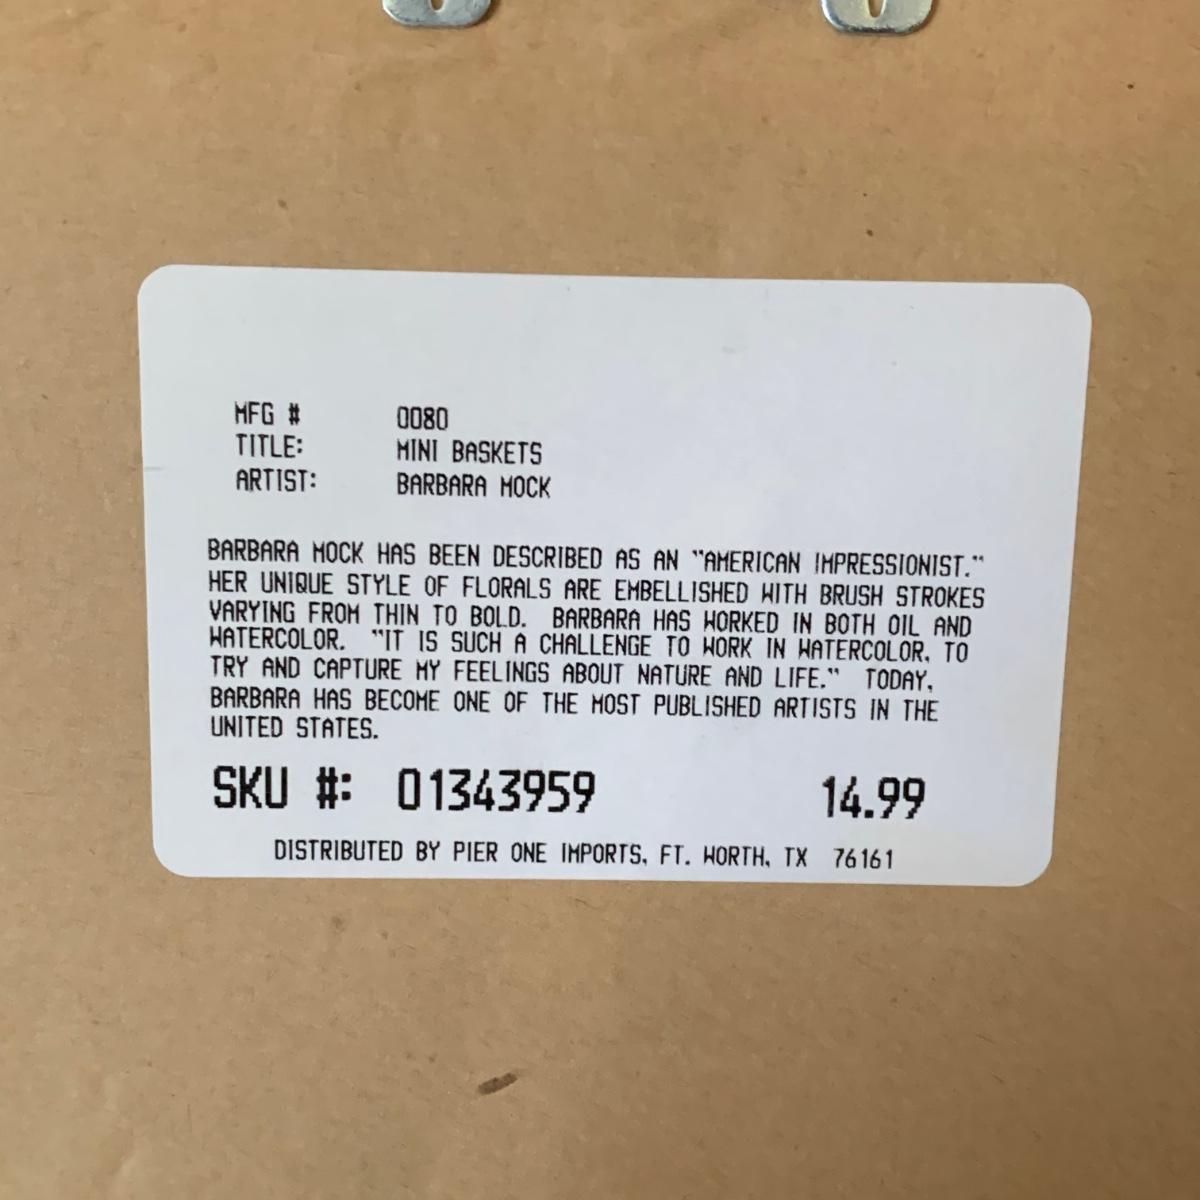 MFG # 0080
TITLE: MINI BASKETS
ARTIST: BARBARA MOCK
BARBARA MOCK HAS BEEN DESCRIBED AS AN "AMERICAN IMPRESSIONIST."
HER UNIQUE STYLE OF FLORALS ARE EMBELLISHED WITH BRUSH STROKES
VARYING FROM THIN TO BOLD. BARBARA HAS WORKED IN BOTH OIL AND
WATERCOLOR. "IT IS SUCH A CHALLENGE TO WORK IN WATERCOLOR, TO
TRY AND CAPTURE MY FEELINGS ABOUT NATURE AND LIFE." TODAY,
BARBARA HAS BECOME ONE OF THE MOST PUBLISHED ARTISTS IN THE
UNITED STATES.
SKU #: 01343959 14.99
DISTRIBUTED BY PIER ONE IMPORTS, FT. WORTH, TX 76161